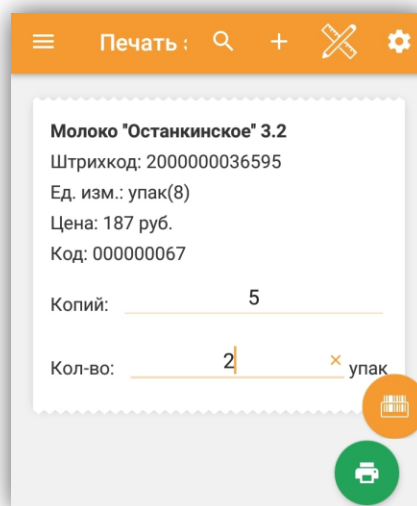 Печать :
Молоко "Останкинское" 3.2
Штрихкод: 2000000036595
Ед. изм.: упак(8)
Цена: 187 руб.
Код: 000000067
Копий: 5
Кол-во: 2 упак